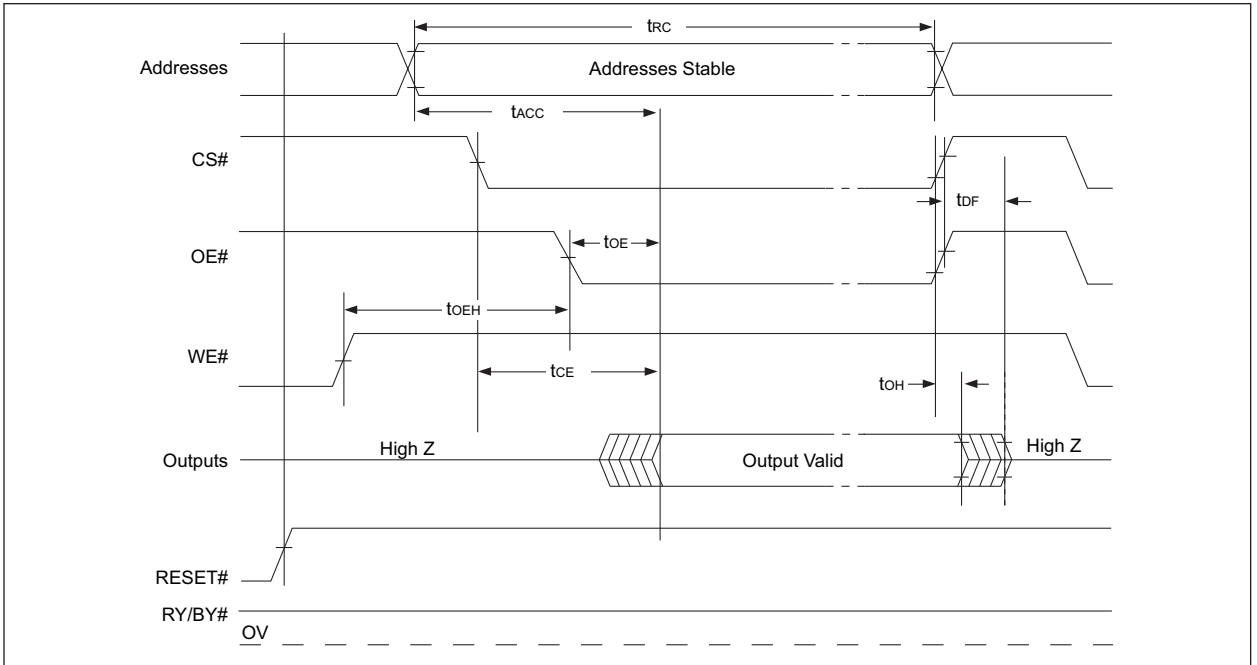 tRC
Addresses
Addresses Stable
tACC
CS#
tDF
OE#
tOE
tOEH
WE#
tCE
tOH
High Z
High Z
Outputs
Output Valid
RESET#
RY/BY#
OV